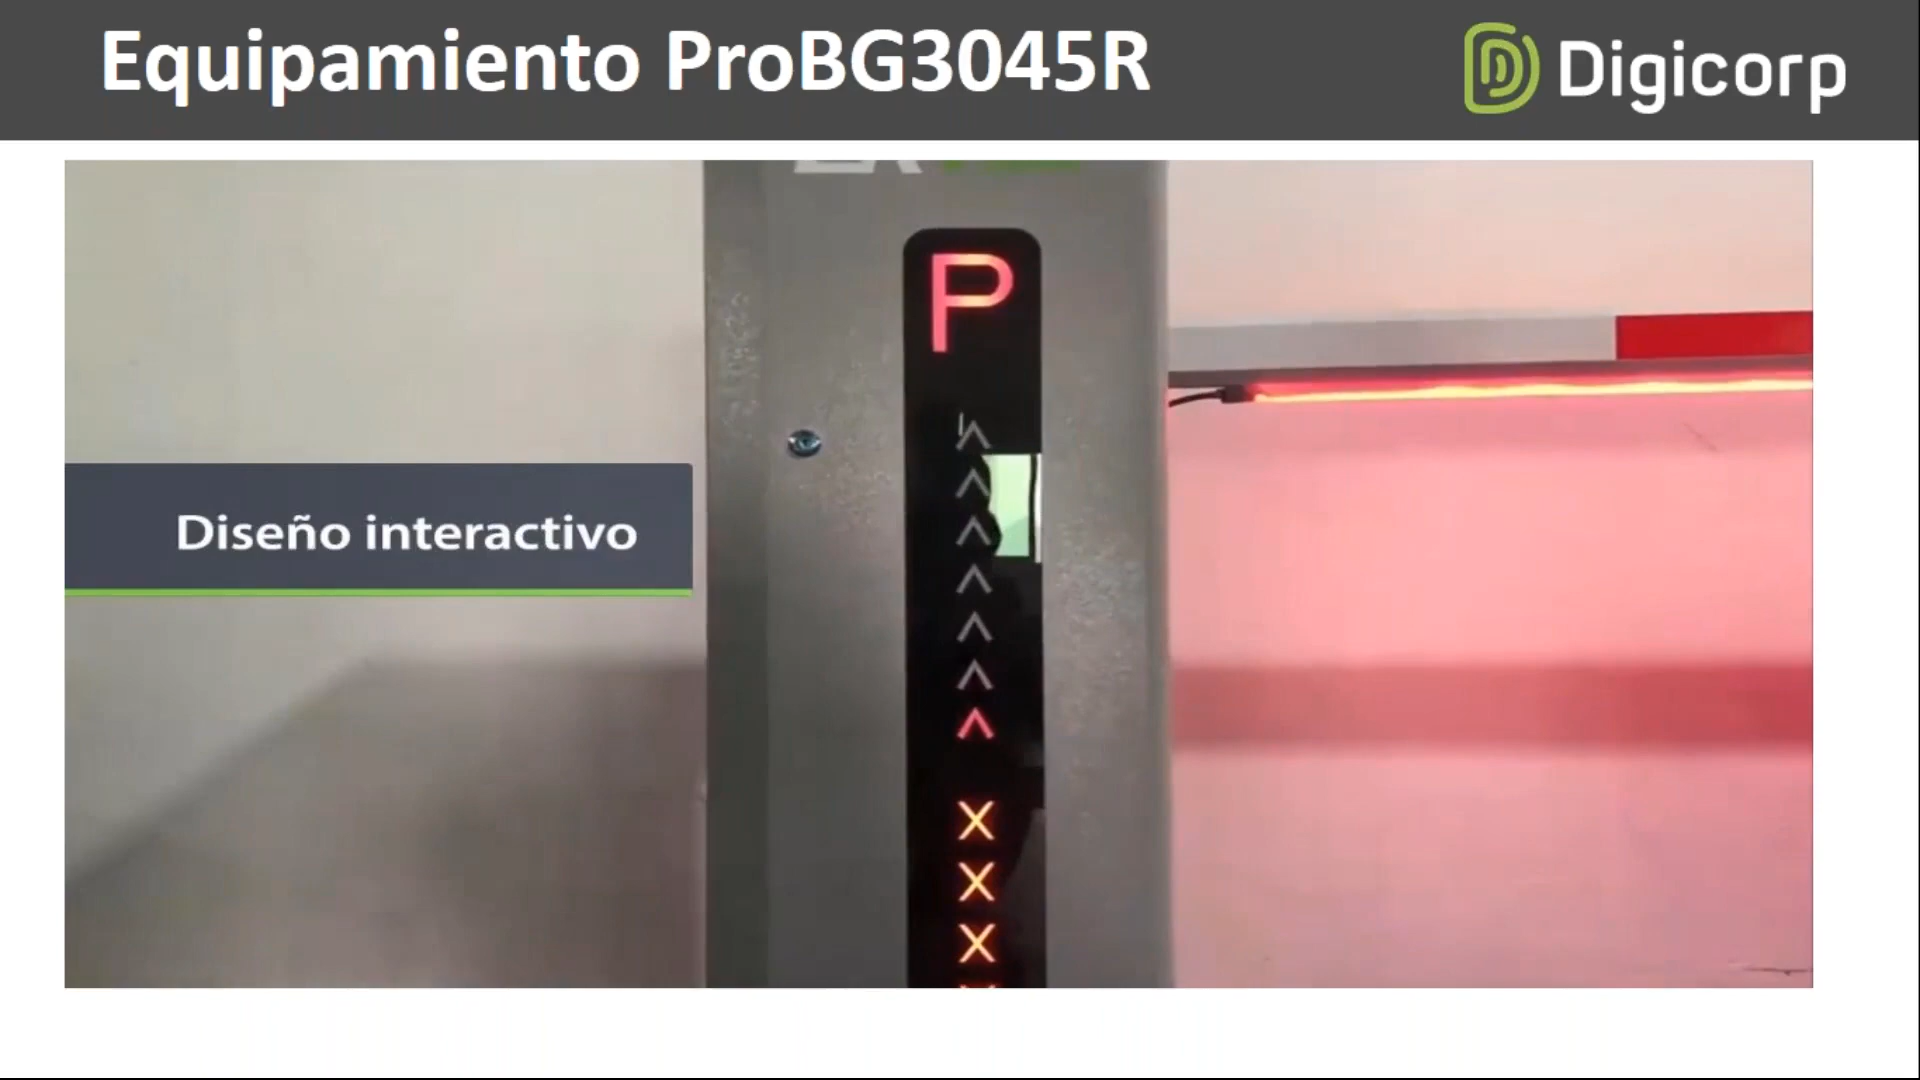 Equipamiento ProBG3045R
Digicorp
P
Diseño interactivo
X
X
X